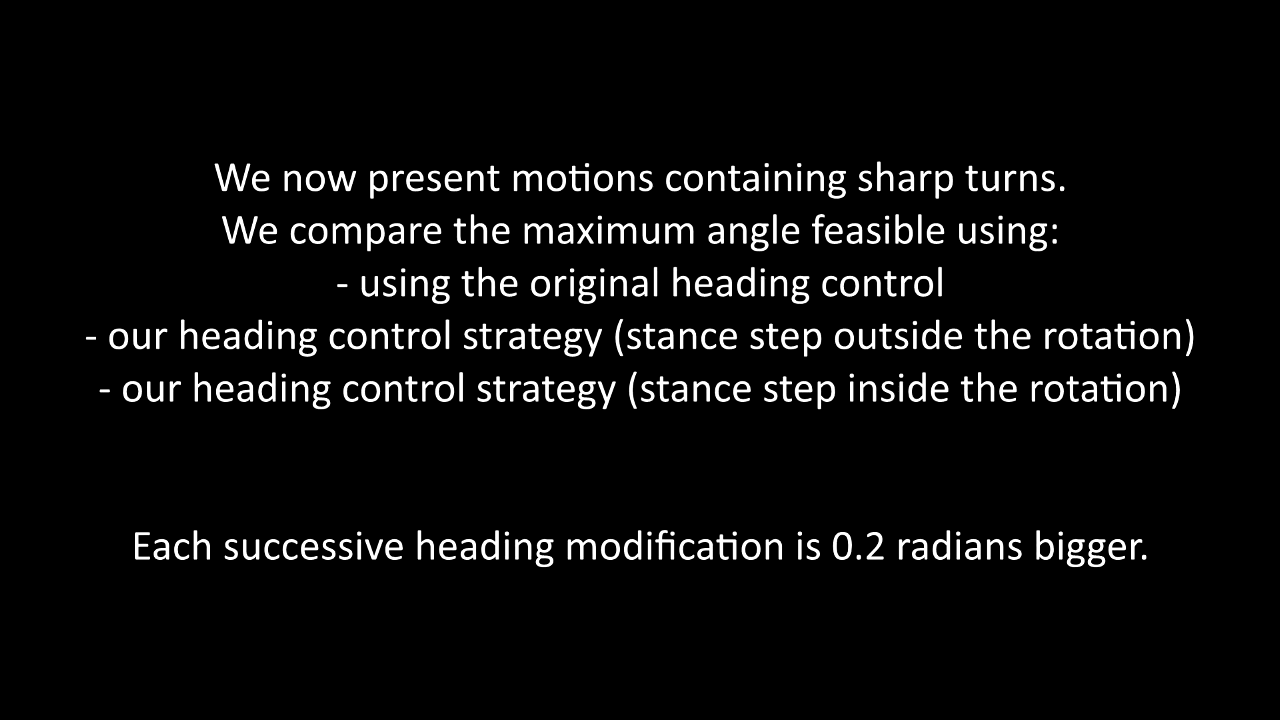 We now present motions containing sharp turns.
We compare the maximum angle feasible using:
- using the original heading control
- our heading control strategy (stance step outside the rotation)
- our heading control strategy (stance step inside the rotation)
Each successive heading modification is 0.2 radians bigger.